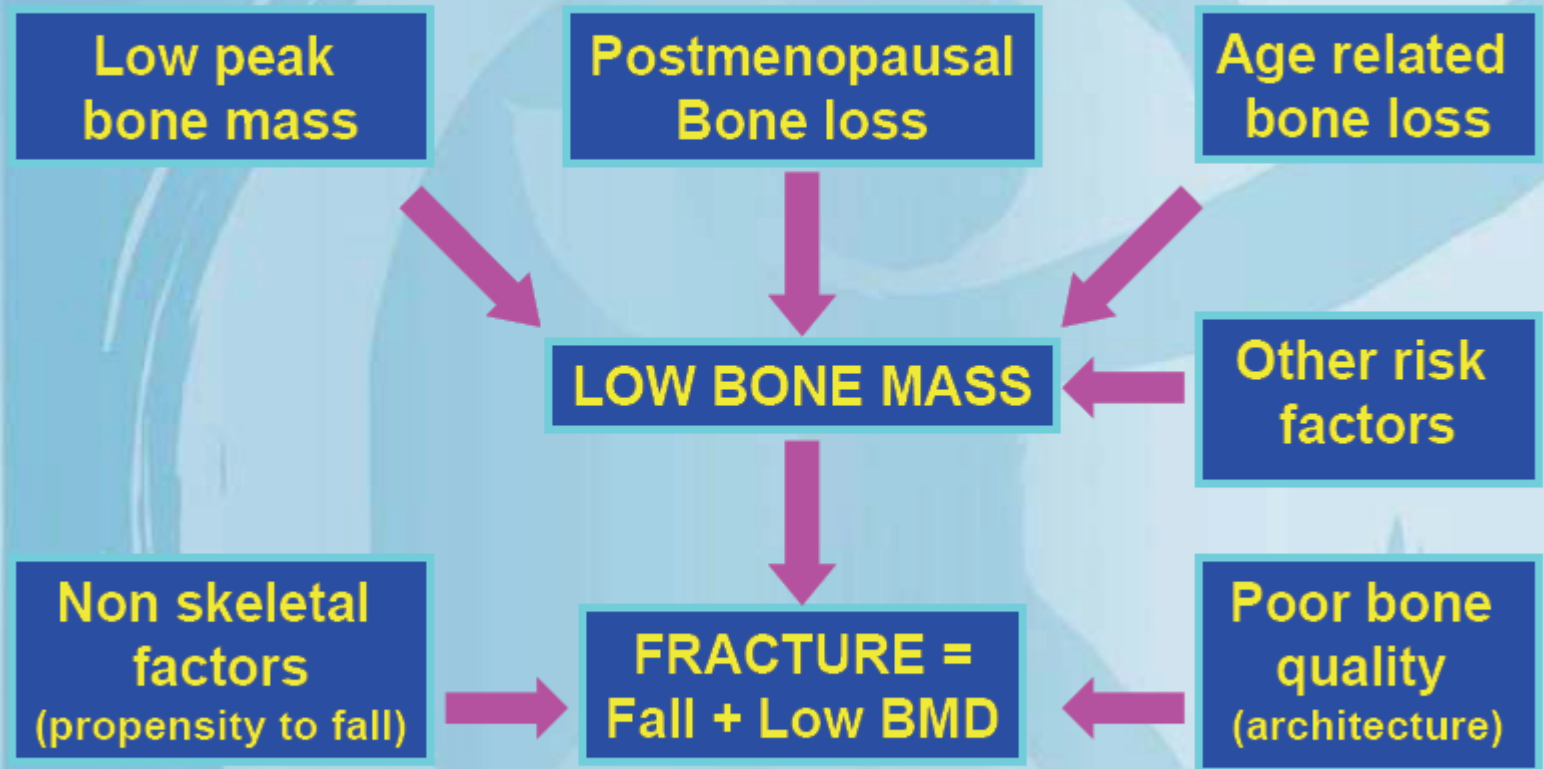 Low peak
bone mass
Postmenopausal
Bone loss
Age related
bone loss
LOW BONE MASS
Other risk
factors
Non skeletal
factors
(propensity to fall)
FRACTURE =
Fall + Low BMD
Poor bone
quality
(architecture)